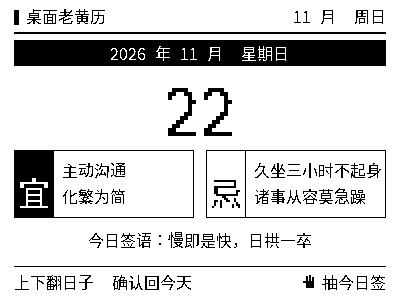 桌面老黄历 11 月 周日
2026 年 11 月 星期日
22
宜 主动沟通
化繁为简
忌 久坐三小时不起身
诸事从容莫急躁
今日签语：慢即是快，日拱一卒
上下翻日子 确认回今天 抽今日签